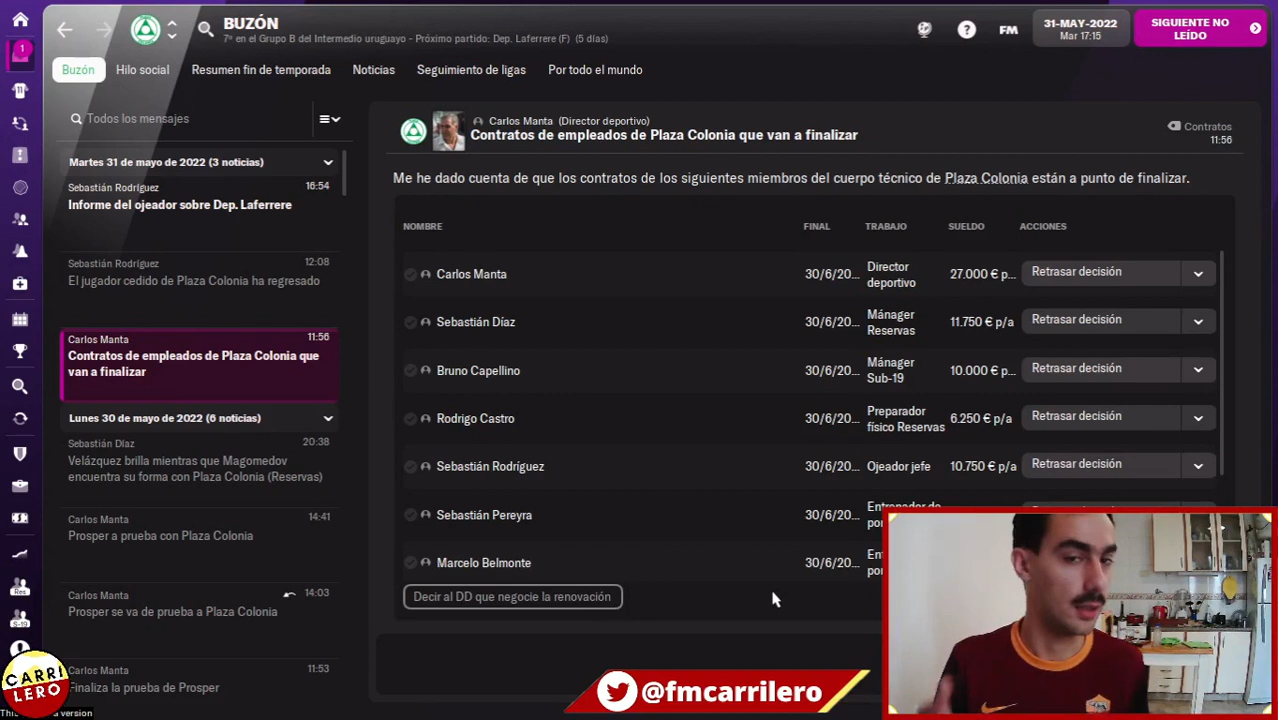 BUZÓN
7º en el Grupo B del Intermedio uruguayo - Próximo partido: Dep. Laferrere (F) (5 días)
FM
31-MAY-2022
Mar 17:15
SIGUIENTE NO
LEÍDO
1
Buzón
Hilo social
Resumen fin de temporada
Noticias
Seguimiento de ligas
Por todo el mundo
Todos los mensajes
Martes 31 de mayo de 2022 (3 noticias)
Sebastián Rodríguez 16:54
Informe del ojeador sobre Dep. Laferrere
Sebastián Rodríguez 12:08
El jugador cedido de Plaza Colonia ha regresado
Carlos Manta 11:56
Contratos de empleados de Plaza Colonia que
van a finalizar
Lunes 30 de mayo de 2022 (6 noticias)
Sebastián Díaz 20:38
Velázquez brilla mientras que Magomedov
encuentra su forma con Plaza Colonia (Reservas)
Carlos Manta 14:41
Prosper a prueba con Plaza Colonia
Carlos Manta 14:03
Prosper se va de prueba a Plaza Colonia
Carlos Manta 11:53
Finaliza la prueba de Prosper
Carlos Manta (Director deportivo)
Contratos de empleados de Plaza Colonia que van a finalizar
Contratos
11:56
Me he dado cuenta de que los contratos de los siguientes miembros del cuerpo técnico de Plaza Colonia están a punto de finalizar.
NOMBRE FINAL TRABAJO SUELDO ACCIONES
Carlos Manta 30/6/20... Director deportivo 27.000 € p... Retrasar decisión
Sebastián Díaz 30/6/20... Mánager Reservas 11.750 € p/a Retrasar decisión
Bruno Capellino 30/6/20... Mánager Sub-19 10.000 € p... Retrasar decisión
Rodrigo Castro 30/6/20... Preparador físico Reservas 6.250 € p/a Retrasar decisión
Sebastián Rodríguez 30/6/20... Ojeador jefe 10.750 € p/a Retrasar decisión
Sebastián Pereyra 30/6/20...
Marcelo Belmonte 30/6/20...
Decir al DD que negocie la renovación
Res
S-19
CARRI
LERO
@fmcarrilero